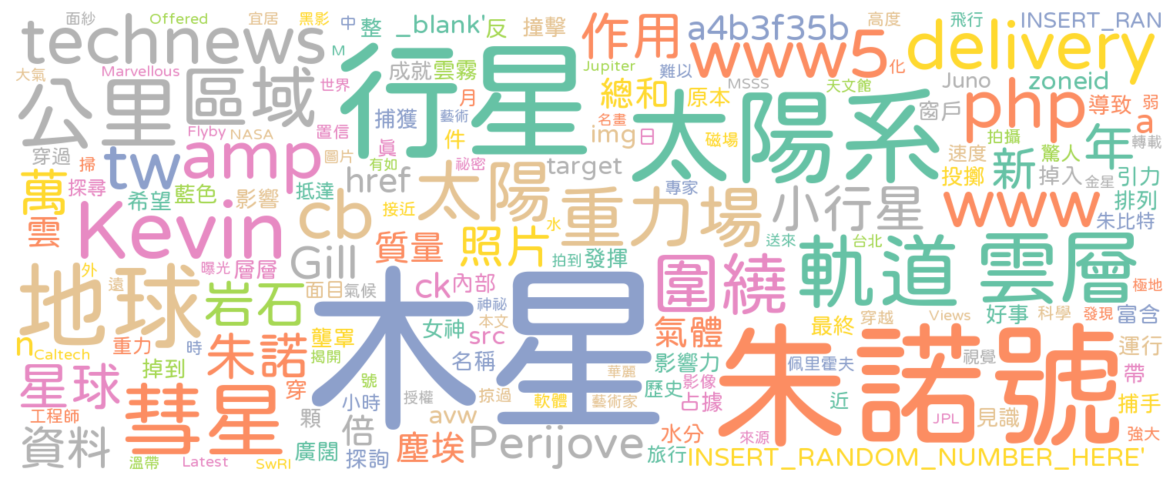 面紗 Offered 宜居 黑影 中 整 _blank' 反 撞擊 作用 a4b3f35b 高度 飛行 INSERT_RAN
technews 行星 www5 delivery
大氣 Marvellous 世界 M 成就 雲霧 Jupiter 總和 難以 MSSS 原本 天文館 化 Juno zoneid
公里 區域 Flyby NASA 置信 月 捕獲 藝術 件 名畫 img 日 磁場 太陽系 窗戶 php 導致 弱 a 轉載
穿過 掃 tw amp 圖片 真 有如 祕密 target 拍攝 速度 驚人 年
萬 探尋 希望 藍色 影響 抵達 href 太陽 接近 專家 重力場 小行星 投擲 新 掉入 金星 引力 排列
雲 Kevin cb 水 www 朱比特
外 遠 曝光 層層 Gill 質量 照片 拍到 發揮 送來 台北 圍繞 軌道 雲層
地球 岩石 面目 氣候 ck 內部 神祕 本文 src 女神 氣體 最終 穿越 Views 好事 科學 發現 極地 富含
n Caltech 重力 時 朱諾 籠罩 揭開 木星 名稱 華麗 影響力 佩里霍夫 視覺 運行
星球 掉到 穿 號 小時 授權 掠過 軟體 藝術家 歷史 影像 占據 朱諾號 近 帶
工程師 彗星 顆 倍 avw 塵埃 Perijove 水分 來源 JPL 見識 捕手 強大
資料 溫帶 Latest SwRI 廣闊 探詢 旅行 INSERT_RANDOM_NUMBER_HERE'